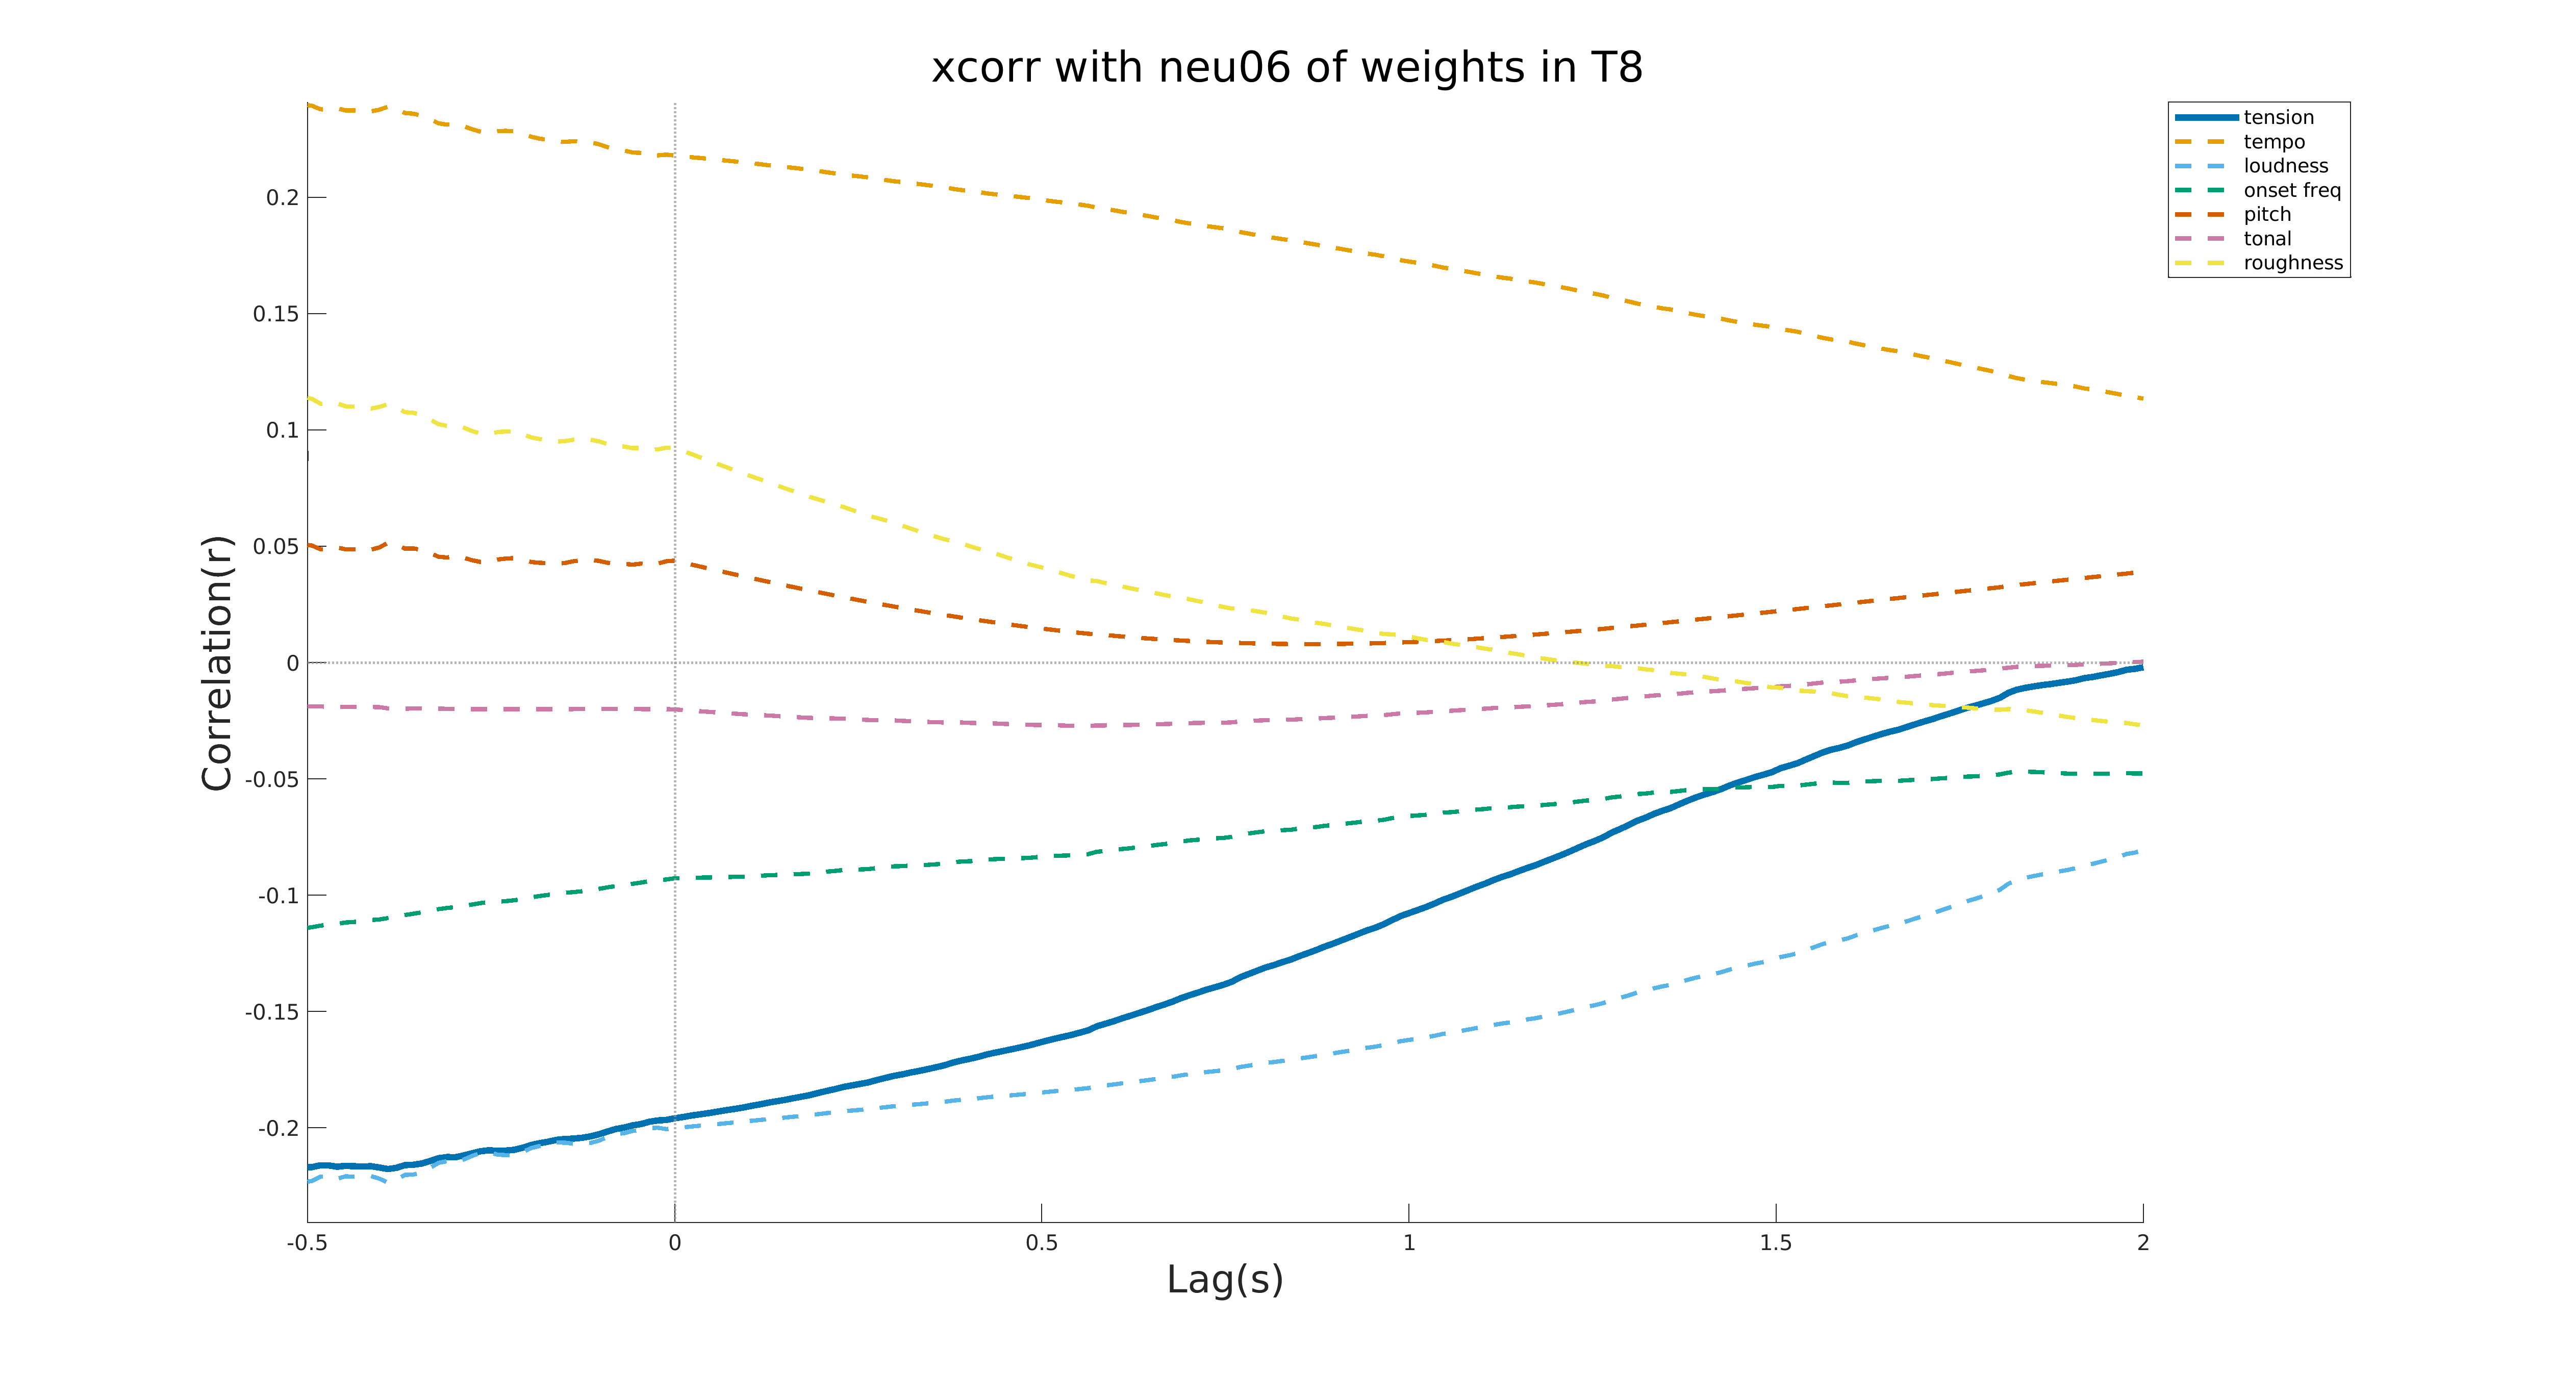 xcorr with neu06 of weights in T8
tension
tempo
loudness
onset freq
pitch
tonal
roughness
Correlation(r)
0.2
0.15
0.1
0.05
0
-0.05
-0.1
-0.15
-0.2
-0.5
0
0.5
1
1.5
2
Lag(s)